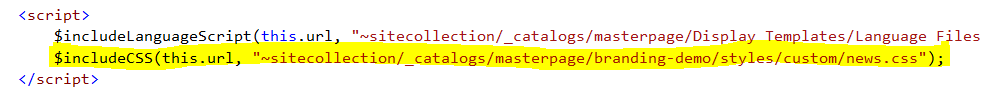 <script>
$includeLanguageScript(this.url, "~sitecollection/_catalogs/masterpage/Display Templates/Language Files
$includeCSS(this.url, "~sitecollection/_catalogs/masterpage/branding-demo/styles/custom/news.css");
</script>